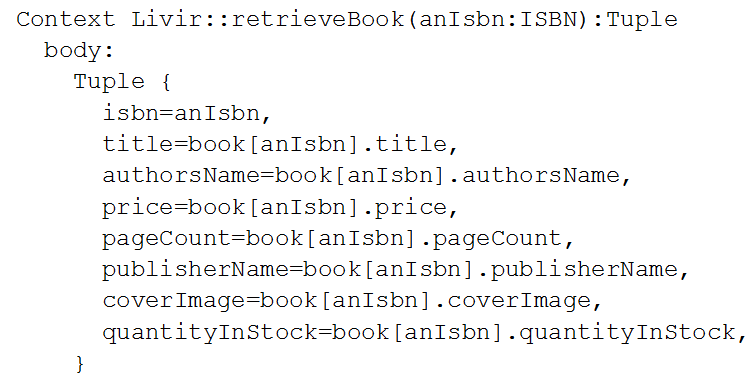 Context Livir::retrieveBook(anIsbn:ISBN):Tuple
  body:
    Tuple {
      isbn=anIsbn,
      title=book[anIsbn].title,
      authorsName=book[anIsbn].authorsName,
      price=book[anIsbn].price,
      pageCount=book[anIsbn].pageCount,
      publisherName=book[anIsbn].publisherName,
      coverImage=book[anIsbn].coverImage,
      quantityInStock=book[anIsbn].quantityInStock,
    }